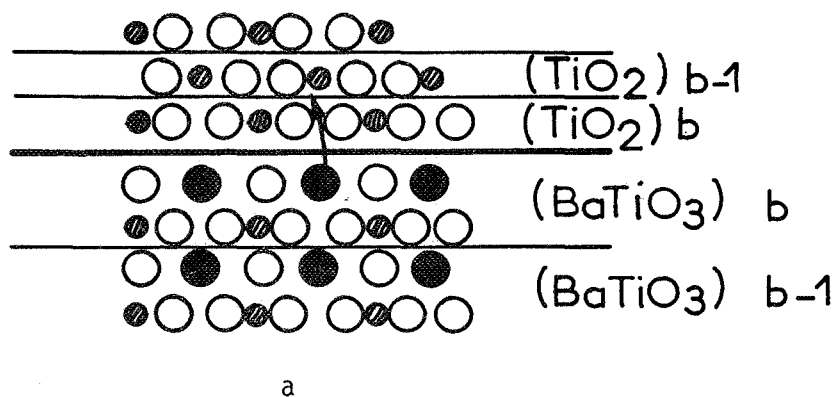 (TiO₂) b-1
(TiO₂) b
(BaTiO₃) b
(BaTiO₃) b-1
a